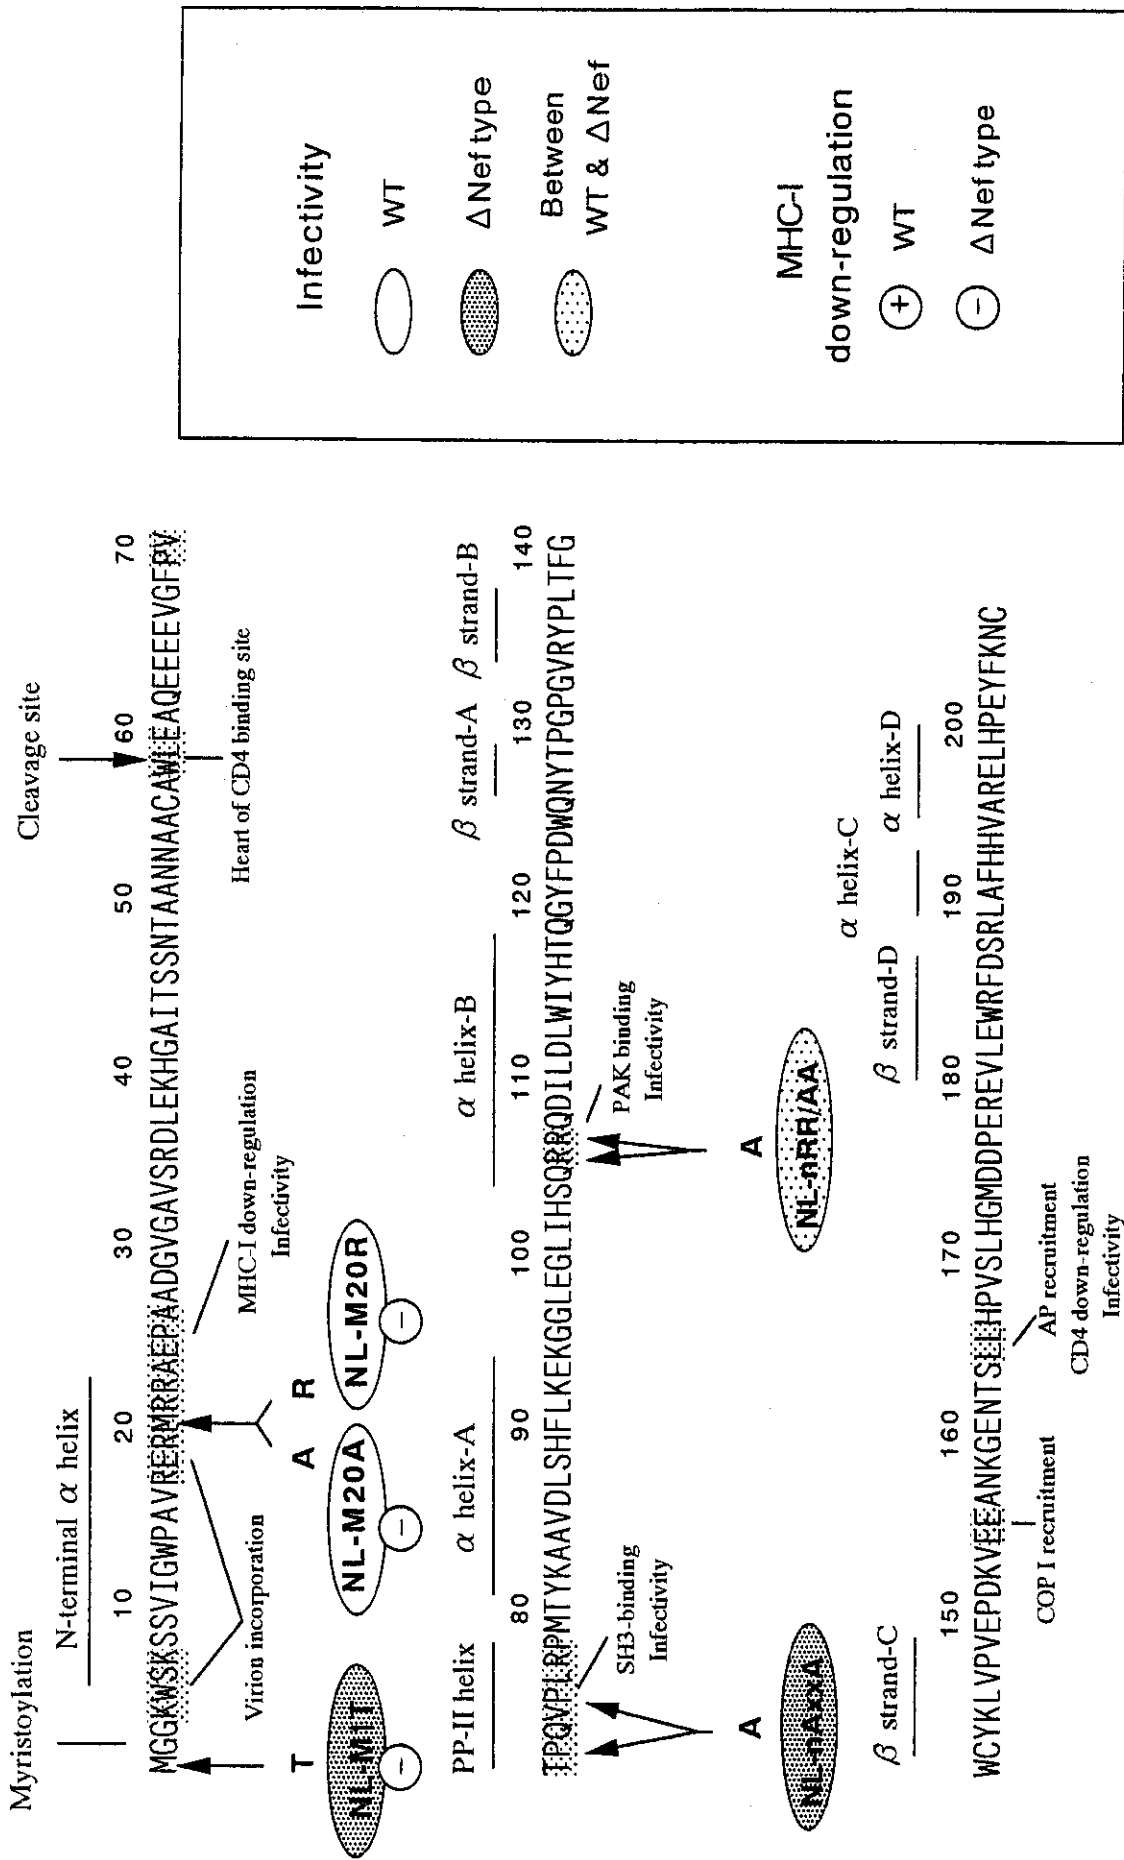 Myristoylation
N-terminal α helix
Cleavage site
10 20 30 40 50 60 70
MGGKWSKSSVIGWPAVRERMRRAEPAADGVGAVSRDLEKHGAITSSNTAANNAACAWLEAQEEEEVGFPV
Virion incorporation
MHC-I down-regulation
Infectivity
Heart of CD4 binding site
T
A
R
NL-M1T
−
NL-M20A
−
NL-M20R
−
PP-II helix
α helix-A
α helix-B
β strand-A
β strand-B
80 90 100 110 120 130 140
TPQVPLRPMTYKAAVDLSHFLKEKGGLEGLIHSQRRQDILDLWIYHTQGYFPDWQNYTPGPGVRYPLTFG
SH3-binding
Infectivity
PAK binding
Infectivity
A
A
NL-nAxxA
NL-nRR/AA
β strand-C
β strand-D
α helix-C
α helix-D
150 160 170 180 190 200
WCYKLVPVEPDKVEEANKGENTSLLHPVSLHGMDDPEREVLEWRFDSRLAFHHVARELHPEYFKNC
COP I recruitment
AP recruitment
CD4 down-regulation
Infectivity
Infectivity
WT
ΔNef type
Between
WT & ΔNef
MHC-I
down-regulation
+ WT
− ΔNef type